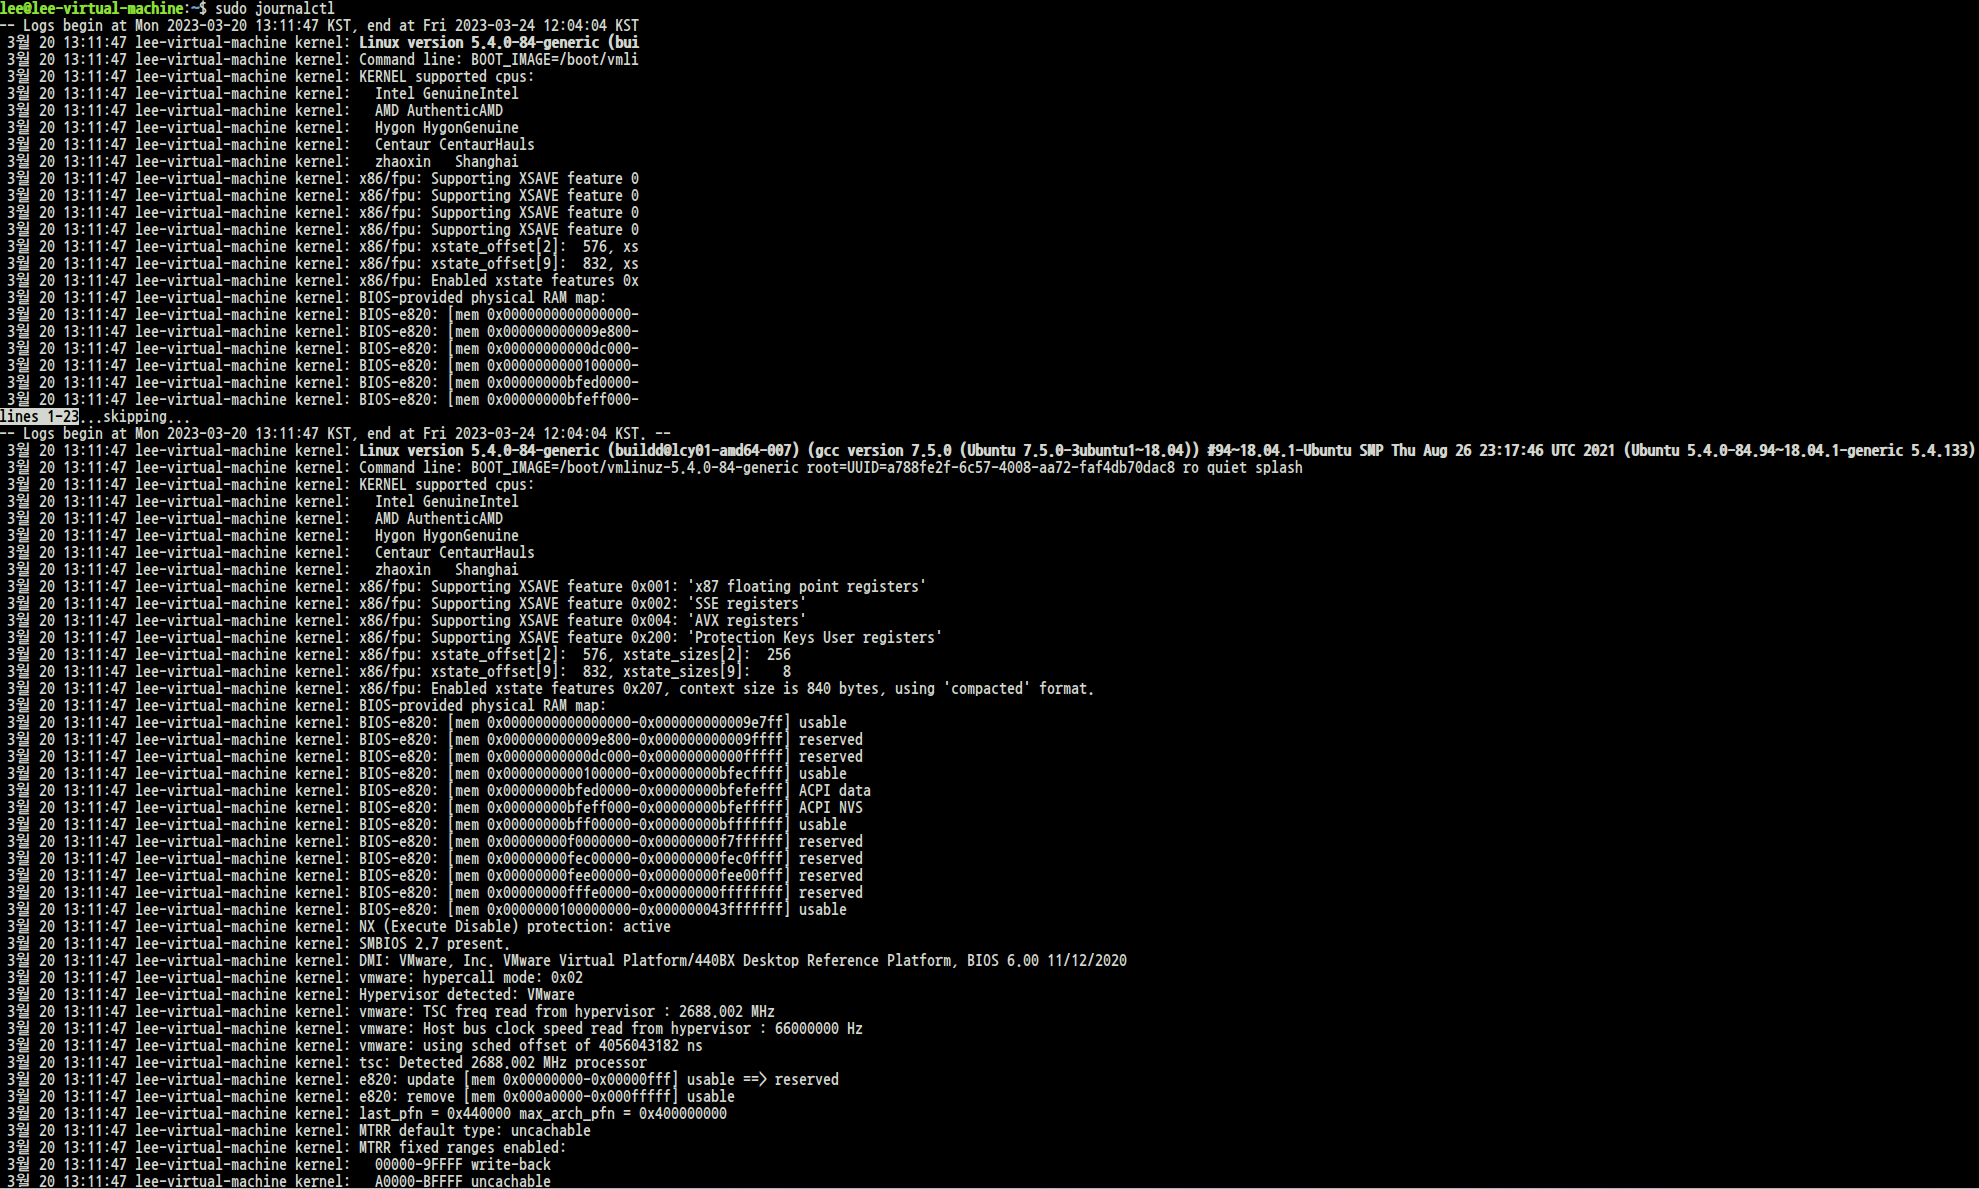 lee@lee-virtual-machine:~$ sudo journalctl
-- Logs begin at Mon 2023-03-20 13:11:47 KST, end at Fri 2023-03-24 12:04:04 KST
3월 20 13:11:47 lee-virtual-machine kernel: Linux version 5.4.0-84-generic (bui
3월 20 13:11:47 lee-virtual-machine kernel: Command line: BOOT_IMAGE=/boot/vmli
3월 20 13:11:47 lee-virtual-machine kernel: KERNEL supported cpus:
3월 20 13:11:47 lee-virtual-machine kernel:   Intel GenuineIntel
3월 20 13:11:47 lee-virtual-machine kernel:   AMD AuthenticAMD
3월 20 13:11:47 lee-virtual-machine kernel:   Hygon HygonGenuine
3월 20 13:11:47 lee-virtual-machine kernel:   Centaur CentaurHauls
3월 20 13:11:47 lee-virtual-machine kernel:   zhaoxin   Shanghai
3월 20 13:11:47 lee-virtual-machine kernel: x86/fpu: Supporting XSAVE feature 0
3월 20 13:11:47 lee-virtual-machine kernel: x86/fpu: Supporting XSAVE feature 0
3월 20 13:11:47 lee-virtual-machine kernel: x86/fpu: Supporting XSAVE feature 0
3월 20 13:11:47 lee-virtual-machine kernel: x86/fpu: Supporting XSAVE feature 0
3월 20 13:11:47 lee-virtual-machine kernel: x86/fpu: xstate_offset[2]:  576, xs
3월 20 13:11:47 lee-virtual-machine kernel: x86/fpu: xstate_offset[9]:  832, xs
3월 20 13:11:47 lee-virtual-machine kernel: x86/fpu: Enabled xstate features 0x
3월 20 13:11:47 lee-virtual-machine kernel: BIOS-provided physical RAM map:
3월 20 13:11:47 lee-virtual-machine kernel: BIOS-e820: [mem 0x0000000000000000-
3월 20 13:11:47 lee-virtual-machine kernel: BIOS-e820: [mem 0x000000000009e800-
3월 20 13:11:47 lee-virtual-machine kernel: BIOS-e820: [mem 0x00000000000dc000-
3월 20 13:11:47 lee-virtual-machine kernel: BIOS-e820: [mem 0x0000000000100000-
3월 20 13:11:47 lee-virtual-machine kernel: BIOS-e820: [mem 0x00000000bfed0000-
3월 20 13:11:47 lee-virtual-machine kernel: BIOS-e820: [mem 0x00000000bfeff000-
lines 1-23...skipping...
-- Logs begin at Mon 2023-03-20 13:11:47 KST, end at Fri 2023-03-24 12:04:04 KST. --
3월 20 13:11:47 lee-virtual-machine kernel: Linux version 5.4.0-84-generic (buildd@lcy01-amd64-007) (gcc version 7.5.0 (Ubuntu 7.5.0-3ubuntu1~18.04)) #94~18.04.1-Ubuntu SMP Thu Aug 26 23:17:46 UTC 2021 (Ubuntu 5.4.0-84.94~18.04.1-generic 5.4.133)
3월 20 13:11:47 lee-virtual-machine kernel: Command line: BOOT_IMAGE=/boot/vmlinuz-5.4.0-84-generic root=UUID=a788fe2f-6c57-4008-aa72-faf4db70dac8 ro quiet splash
3월 20 13:11:47 lee-virtual-machine kernel: KERNEL supported cpus:
3월 20 13:11:47 lee-virtual-machine kernel:   Intel GenuineIntel
3월 20 13:11:47 lee-virtual-machine kernel:   AMD AuthenticAMD
3월 20 13:11:47 lee-virtual-machine kernel:   Hygon HygonGenuine
3월 20 13:11:47 lee-virtual-machine kernel:   Centaur CentaurHauls
3월 20 13:11:47 lee-virtual-machine kernel:   zhaoxin   Shanghai
3월 20 13:11:47 lee-virtual-machine kernel: x86/fpu: Supporting XSAVE feature 0x001: 'x87 floating point registers'
3월 20 13:11:47 lee-virtual-machine kernel: x86/fpu: Supporting XSAVE feature 0x002: 'SSE registers'
3월 20 13:11:47 lee-virtual-machine kernel: x86/fpu: Supporting XSAVE feature 0x004: 'AVX registers'
3월 20 13:11:47 lee-virtual-machine kernel: x86/fpu: Supporting XSAVE feature 0x200: 'Protection Keys User registers'
3월 20 13:11:47 lee-virtual-machine kernel: x86/fpu: xstate_offset[2]:  576, xstate_sizes[2]:  256
3월 20 13:11:47 lee-virtual-machine kernel: x86/fpu: xstate_offset[9]:  832, xstate_sizes[9]:    8
3월 20 13:11:47 lee-virtual-machine kernel: x86/fpu: Enabled xstate features 0x207, context size is 840 bytes, using 'compacted' format.
3월 20 13:11:47 lee-virtual-machine kernel: BIOS-provided physical RAM map:
3월 20 13:11:47 lee-virtual-machine kernel: BIOS-e820: [mem 0x0000000000000000-0x000000000009e7ff] usable
3월 20 13:11:47 lee-virtual-machine kernel: BIOS-e820: [mem 0x000000000009e800-0x000000000009ffff] reserved
3월 20 13:11:47 lee-virtual-machine kernel: BIOS-e820: [mem 0x00000000000dc000-0x00000000000fffff] reserved
3월 20 13:11:47 lee-virtual-machine kernel: BIOS-e820: [mem 0x0000000000100000-0x00000000bfecffff] usable
3월 20 13:11:47 lee-virtual-machine kernel: BIOS-e820: [mem 0x00000000bfed0000-0x00000000bfefefff] ACPI data
3월 20 13:11:47 lee-virtual-machine kernel: BIOS-e820: [mem 0x00000000bfeff000-0x00000000bfefffff] ACPI NVS
3월 20 13:11:47 lee-virtual-machine kernel: BIOS-e820: [mem 0x00000000bff00000-0x00000000bfffffff] usable
3월 20 13:11:47 lee-virtual-machine kernel: BIOS-e820: [mem 0x00000000f0000000-0x00000000f7ffffff] reserved
3월 20 13:11:47 lee-virtual-machine kernel: BIOS-e820: [mem 0x00000000fec00000-0x00000000fec0ffff] reserved
3월 20 13:11:47 lee-virtual-machine kernel: BIOS-e820: [mem 0x00000000fee00000-0x00000000fee00fff] reserved
3월 20 13:11:47 lee-virtual-machine kernel: BIOS-e820: [mem 0x00000000fffe0000-0x00000000ffffffff] reserved
3월 20 13:11:47 lee-virtual-machine kernel: BIOS-e820: [mem 0x0000000100000000-0x000000043fffffff] usable
3월 20 13:11:47 lee-virtual-machine kernel: NX (Execute Disable) protection: active
3월 20 13:11:47 lee-virtual-machine kernel: SMBIOS 2.7 present.
3월 20 13:11:47 lee-virtual-machine kernel: DMI: VMware, Inc. VMware Virtual Platform/440BX Desktop Reference Platform, BIOS 6.00 11/12/2020
3월 20 13:11:47 lee-virtual-machine kernel: vmware: hypercall mode: 0x02
3월 20 13:11:47 lee-virtual-machine kernel: Hypervisor detected: VMware
3월 20 13:11:47 lee-virtual-machine kernel: vmware: TSC freq read from hypervisor : 2688.002 MHz
3월 20 13:11:47 lee-virtual-machine kernel: vmware: Host bus clock speed read from hypervisor : 66000000 Hz
3월 20 13:11:47 lee-virtual-machine kernel: vmware: using sched offset of 4056043182 ns
3월 20 13:11:47 lee-virtual-machine kernel: tsc: Detected 2688.002 MHz processor
3월 20 13:11:47 lee-virtual-machine kernel: e820: update [mem 0x00000000-0x00000fff] usable ==> reserved
3월 20 13:11:47 lee-virtual-machine kernel: e820: remove [mem 0x000a0000-0x000fffff] usable
3월 20 13:11:47 lee-virtual-machine kernel: last_pfn = 0x440000 max_arch_pfn = 0x400000000
3월 20 13:11:47 lee-virtual-machine kernel: MTRR default type: uncachable
3월 20 13:11:47 lee-virtual-machine kernel: MTRR fixed ranges enabled:
3월 20 13:11:47 lee-virtual-machine kernel:   00000-9FFFF write-back
3월 20 13:11:47 lee-virtual-machine kernel:   A0000-BFFFF uncachable